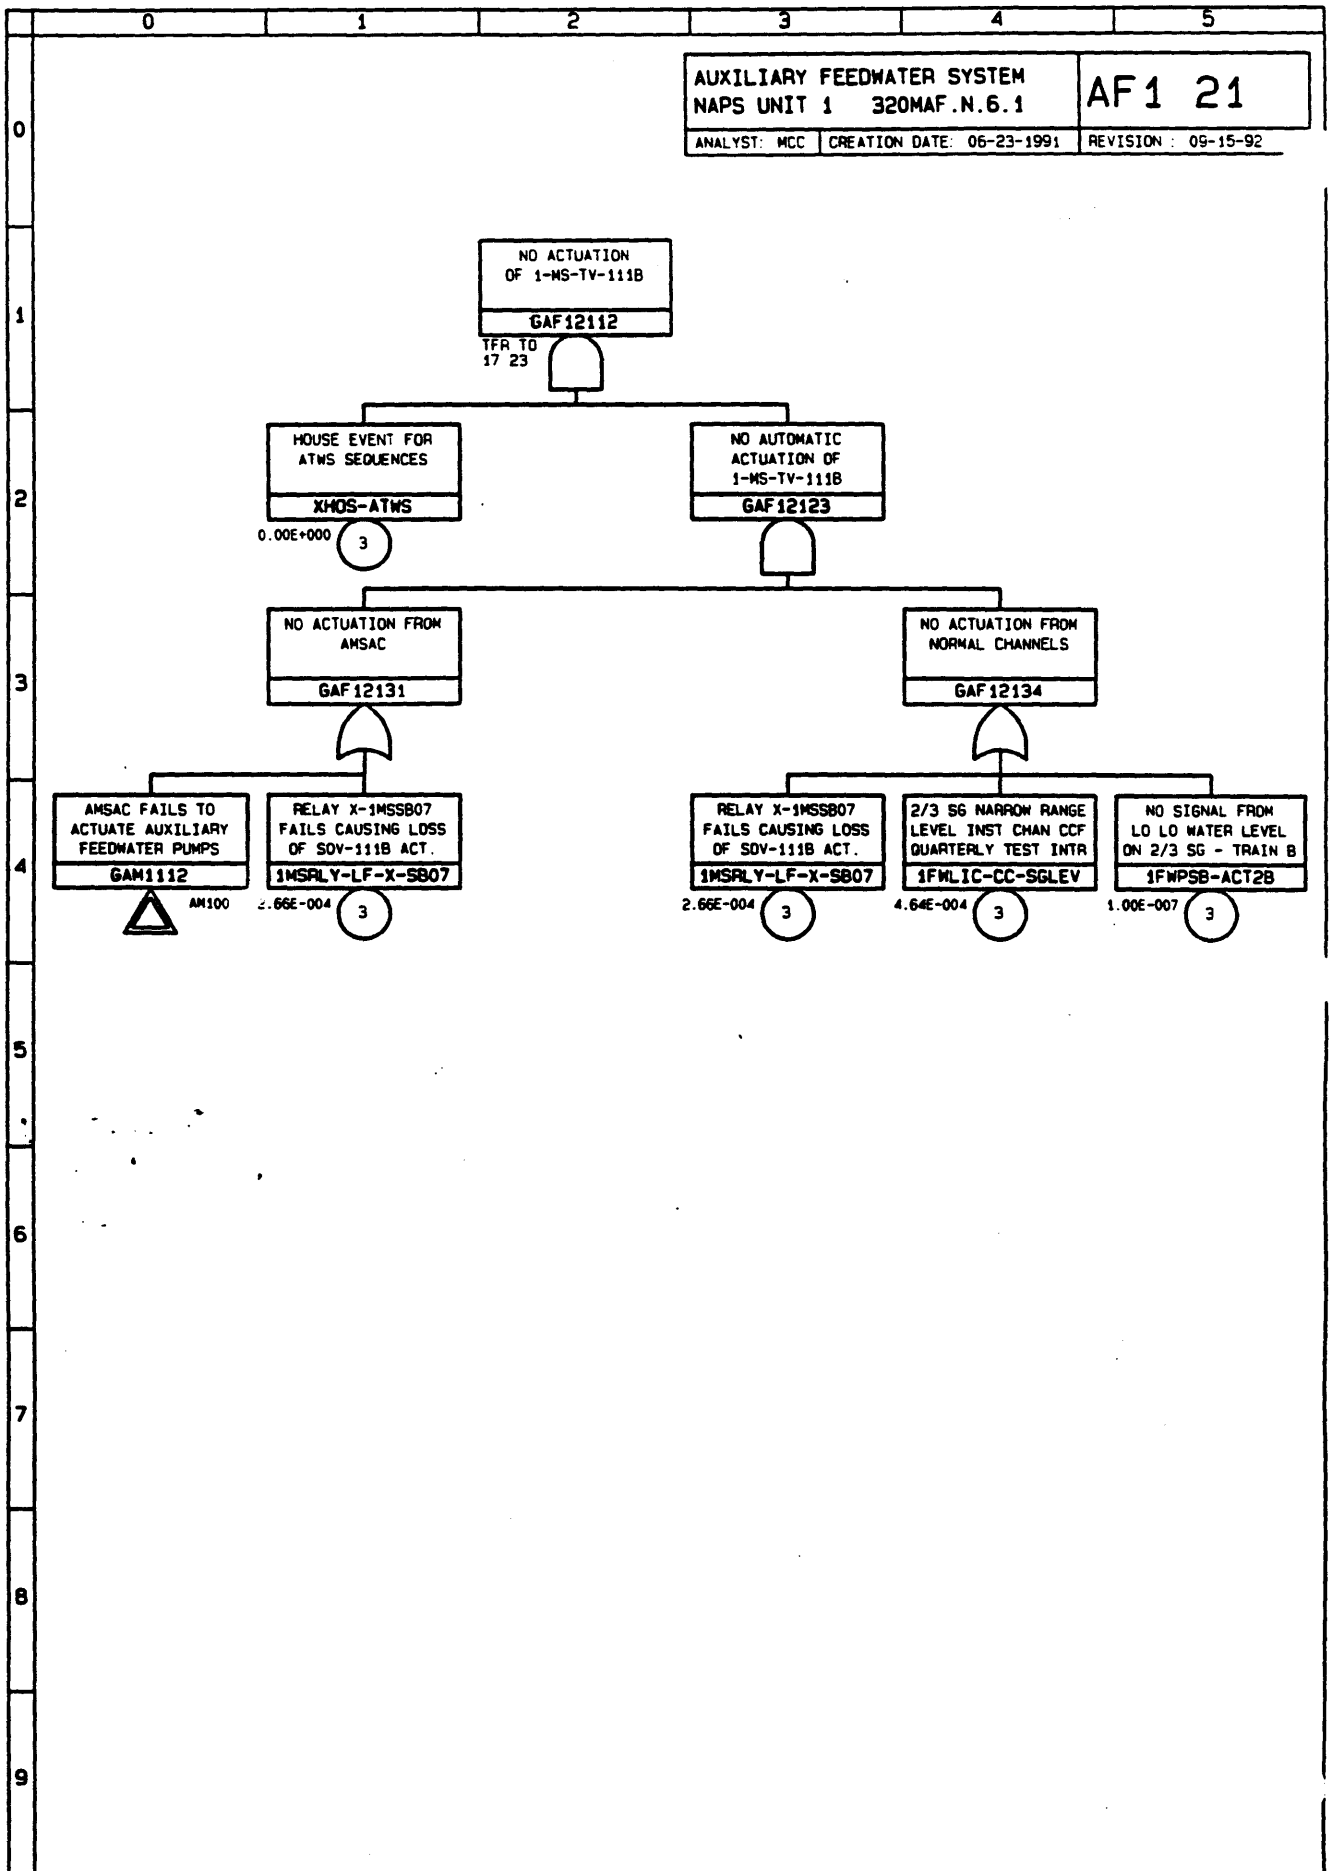 0 1 2 3 4 5
AUXILIARY FEEDWATER SYSTEM
NAPS UNIT 1 320MAF.N.6.1
AF1 21
ANALYST: MCC
CREATION DATE: 06-23-1991
REVISION : 09-15-92
0
1
2
3
4
5
6
7
8
9
NO ACTUATION
OF 1-MS-TV-111B
GAF12112
TFR TO
17 23
HOUSE EVENT FOR
ATWS SEQUENCES
XHOS-ATWS
0.00E+000
3
NO AUTOMATIC
ACTUATION OF
1-MS-TV-111B
GAF12123
NO ACTUATION FROM
AMSAC
GAF12131
NO ACTUATION FROM
NORMAL CHANNELS
GAF12134
AMSAC FAILS TO
ACTUATE AUXILIARY
FEEDWATER PUMPS
GAM1112
AM100
RELAY X-1MSSB07
FAILS CAUSING LOSS
OF SOV-111B ACT.
1MSRLY-LF-X-SB07
2.66E-004
3
RELAY X-1MSSB07
FAILS CAUSING LOSS
OF SOV-111B ACT.
1MSRLY-LF-X-SB07
2.66E-004
3
2/3 SG NARROW RANGE
LEVEL INST CHAN CCF
QUARTERLY TEST INTR
1FWLIC-CC-SGLEV
4.64E-004
3
NO SIGNAL FROM
LO LO WATER LEVEL
ON 2/3 SG - TRAIN B
1FWPSB-ACT2B
1.00E-007
3